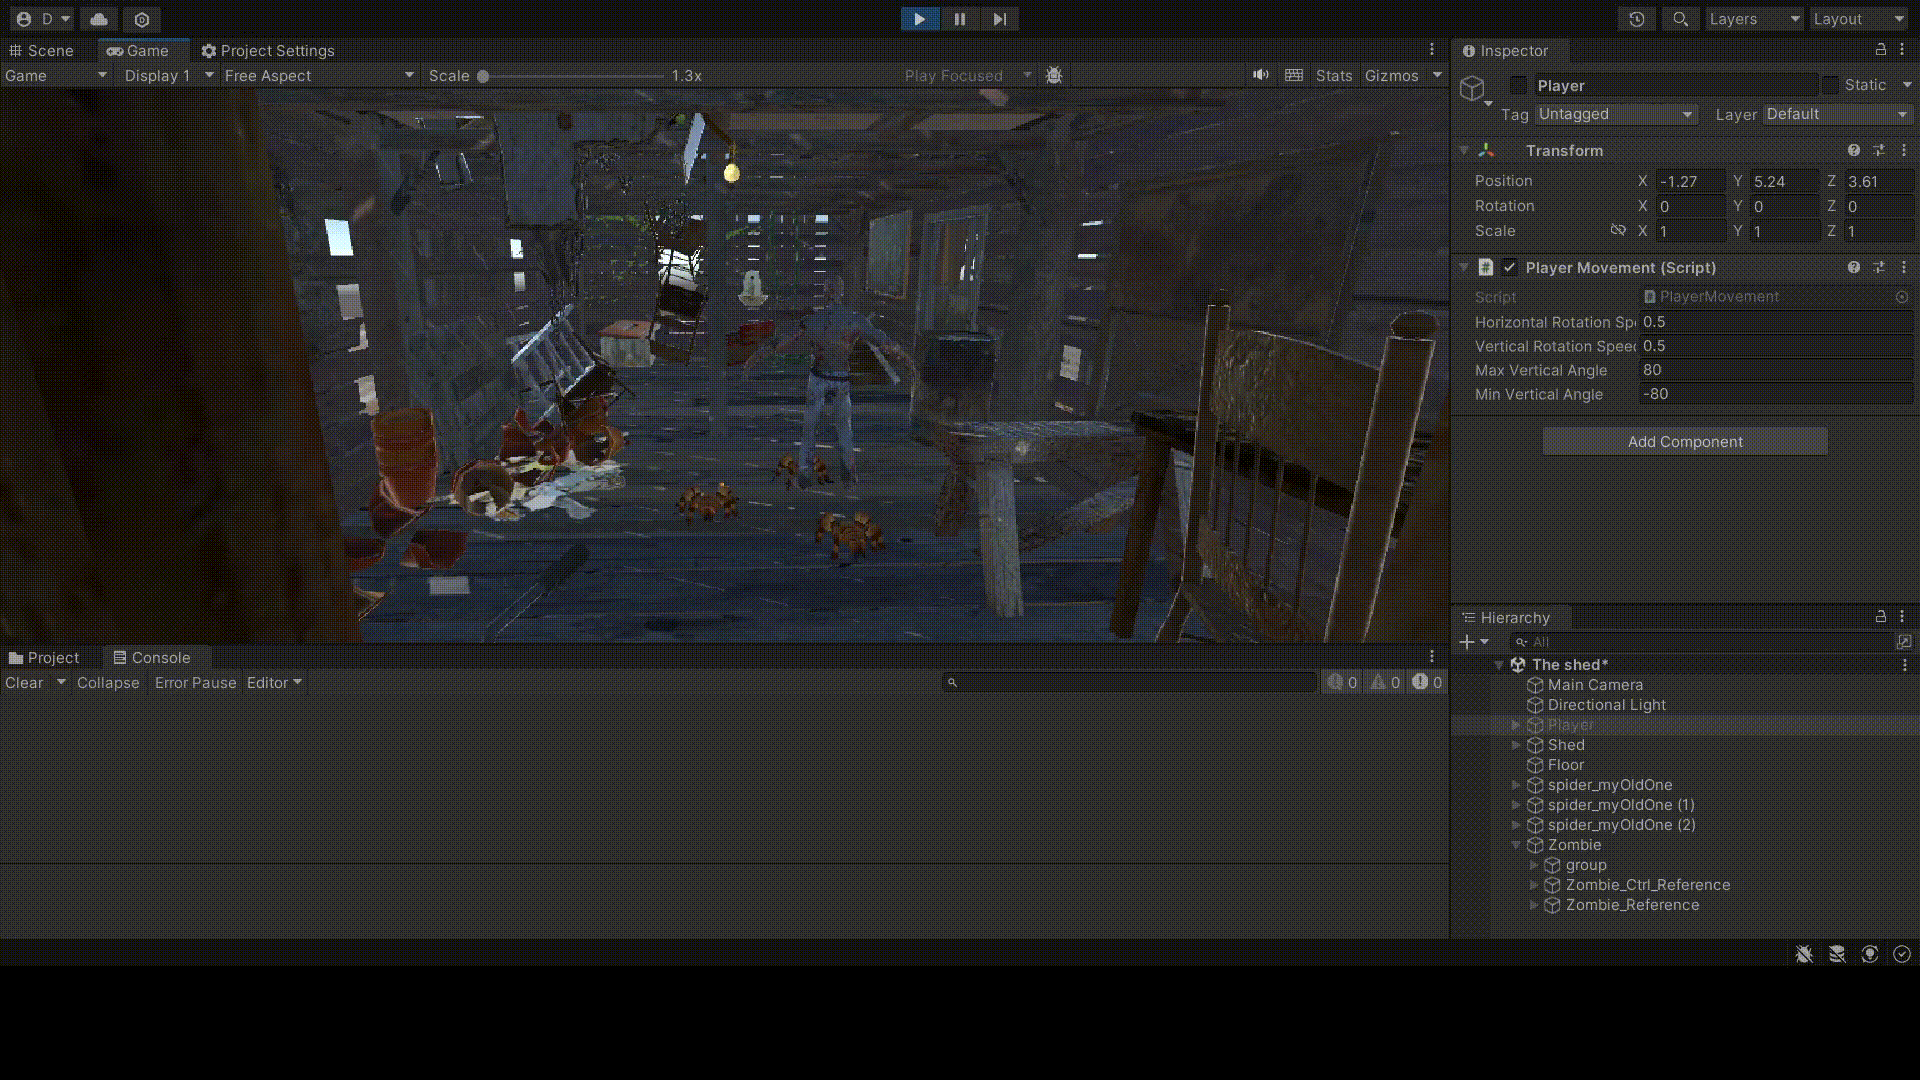 D
Layers
Layout
Scene
Game
Project Settings
Game
Display 1
Free Aspect
Scale
1.3x
Play Focused
Stats
Gizmos
Inspector
Player
Static
Tag Untagged
Layer Default
Transform
Position X -1.27 Y 5.24 Z 3.61
Rotation X 0 Y 0 Z 0
Scale X 1 Y 1 Z 1
# Player Movement (Script)
Script # PlayerMovement
Horizontal Rotation Sp 0.5
Vertical Rotation Speed 0.5
Max Vertical Angle 80
Min Vertical Angle -80
Add Component
Project
Console
Clear
Collapse
Error Pause
Editor
0
0
0
Hierarchy
All
The shed*
Main Camera
Directional Light
Player
Shed
Floor
spider_myOldOne
spider_myOldOne (1)
spider_myOldOne (2)
Zombie
group
Zombie_Ctrl_Reference
Zombie_Reference